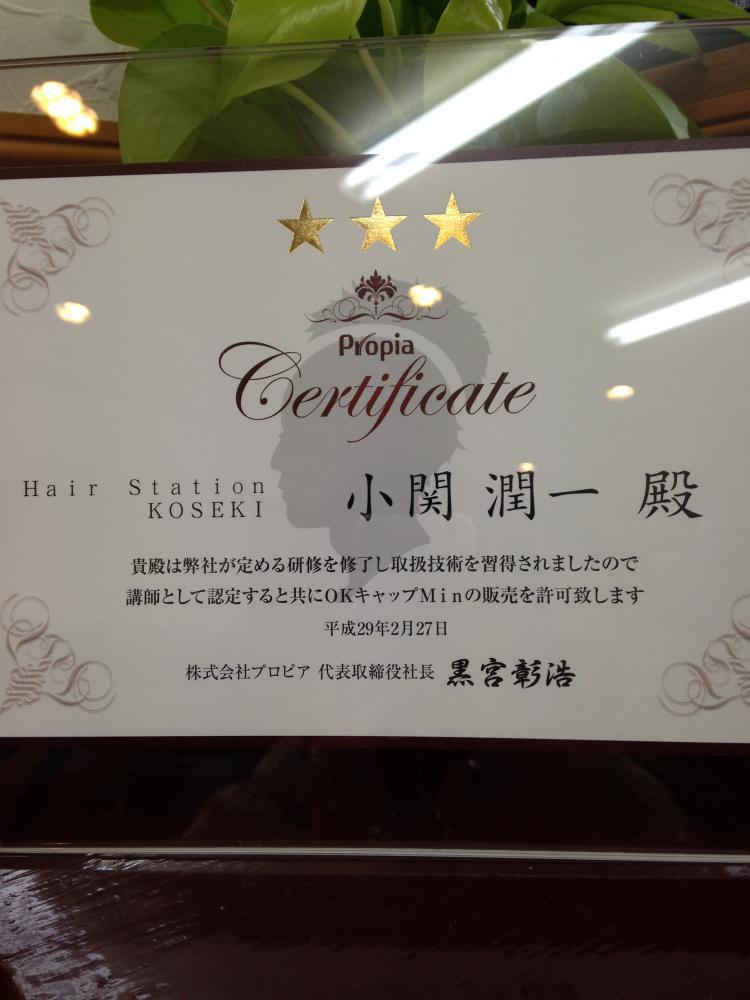 Propia
Certificate
Hair Station
KOSEKI
小関 潤一 殿
貴殿は弊社が定める研修を修了し取扱技術を習得されましたので
講師として認定すると共にOKキャップMinの販売を許可致します
平成29年2月27日
株式会社プロピア 代表取締役社長 黒宮彰浩